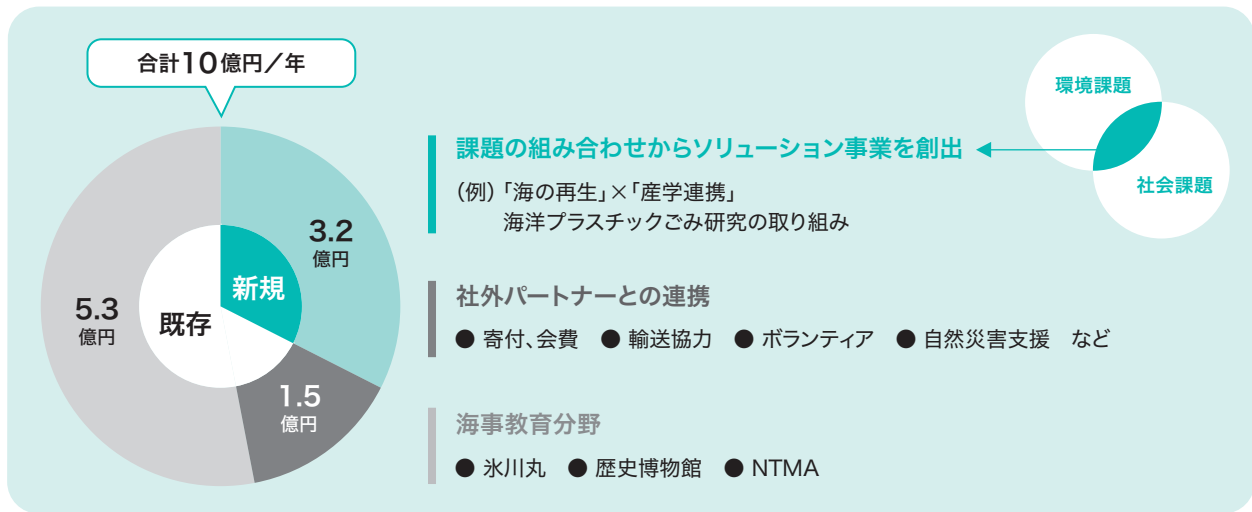 合計10億円／年
環境課題
社会課題
課題の組み合わせからソリューション事業を創出
（例）「海の再生」×「産学連携」
海洋プラスチックごみ研究の取り組み
3.2
億円
新規
5.3
億円
既存
1.5
億円
社外パートナーとの連携
● 寄付、会費 ● 輸送協力 ● ボランティア ● 自然災害支援 など
海事教育分野
● 氷川丸 ● 歴史博物館 ● NTMA